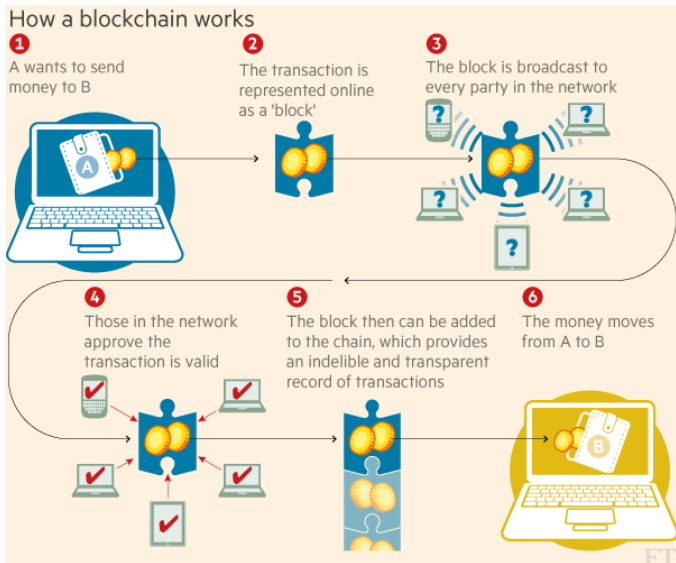 How a blockchain works
1
A wants to send
money to B
2
The transaction is
represented online
as a 'block'
3
The block is broadcast to
every party in the network
A
?
?
?
?
?
4
Those in the network
approve the
transaction is valid
5
The block then can be added
to the chain, which provides
an indelible and transparent
record of transactions
6
The money moves
from A to B
B
FT